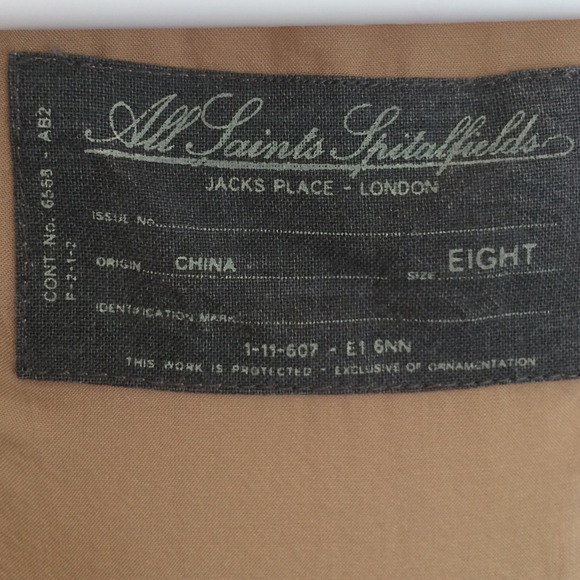 All Saints Spitalfields
JACKS PLACE - LONDON
ISSUE No.
ORIGIN CHINA SIZE EIGHT
IDENTIFICATION MARK
1-11-607 - E1 6NN
THIS WORK IS PROTECTED - EXCLUSIVE OF ORNAMENTATION
CONT No. 6558 - AB2
P-2-1-2